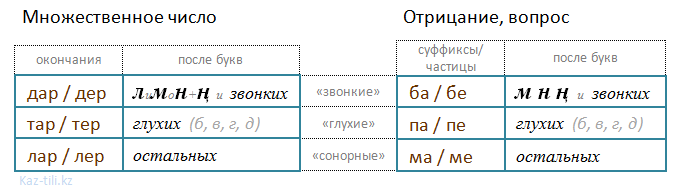 Множественное число
Отрицание, вопрос
окончания после букв
суффиксы/ частицы после букв
дар / дер лиМоН+Ң и звонких «звонкие» ба / бе м н ң и звонких
тар / тер глухих (б, в, г, д) «глухие» па / пе глухих (б, в, г, д)
лар / лер остальных «сонорные» ма / ме остальных
Kaz-tili.kz